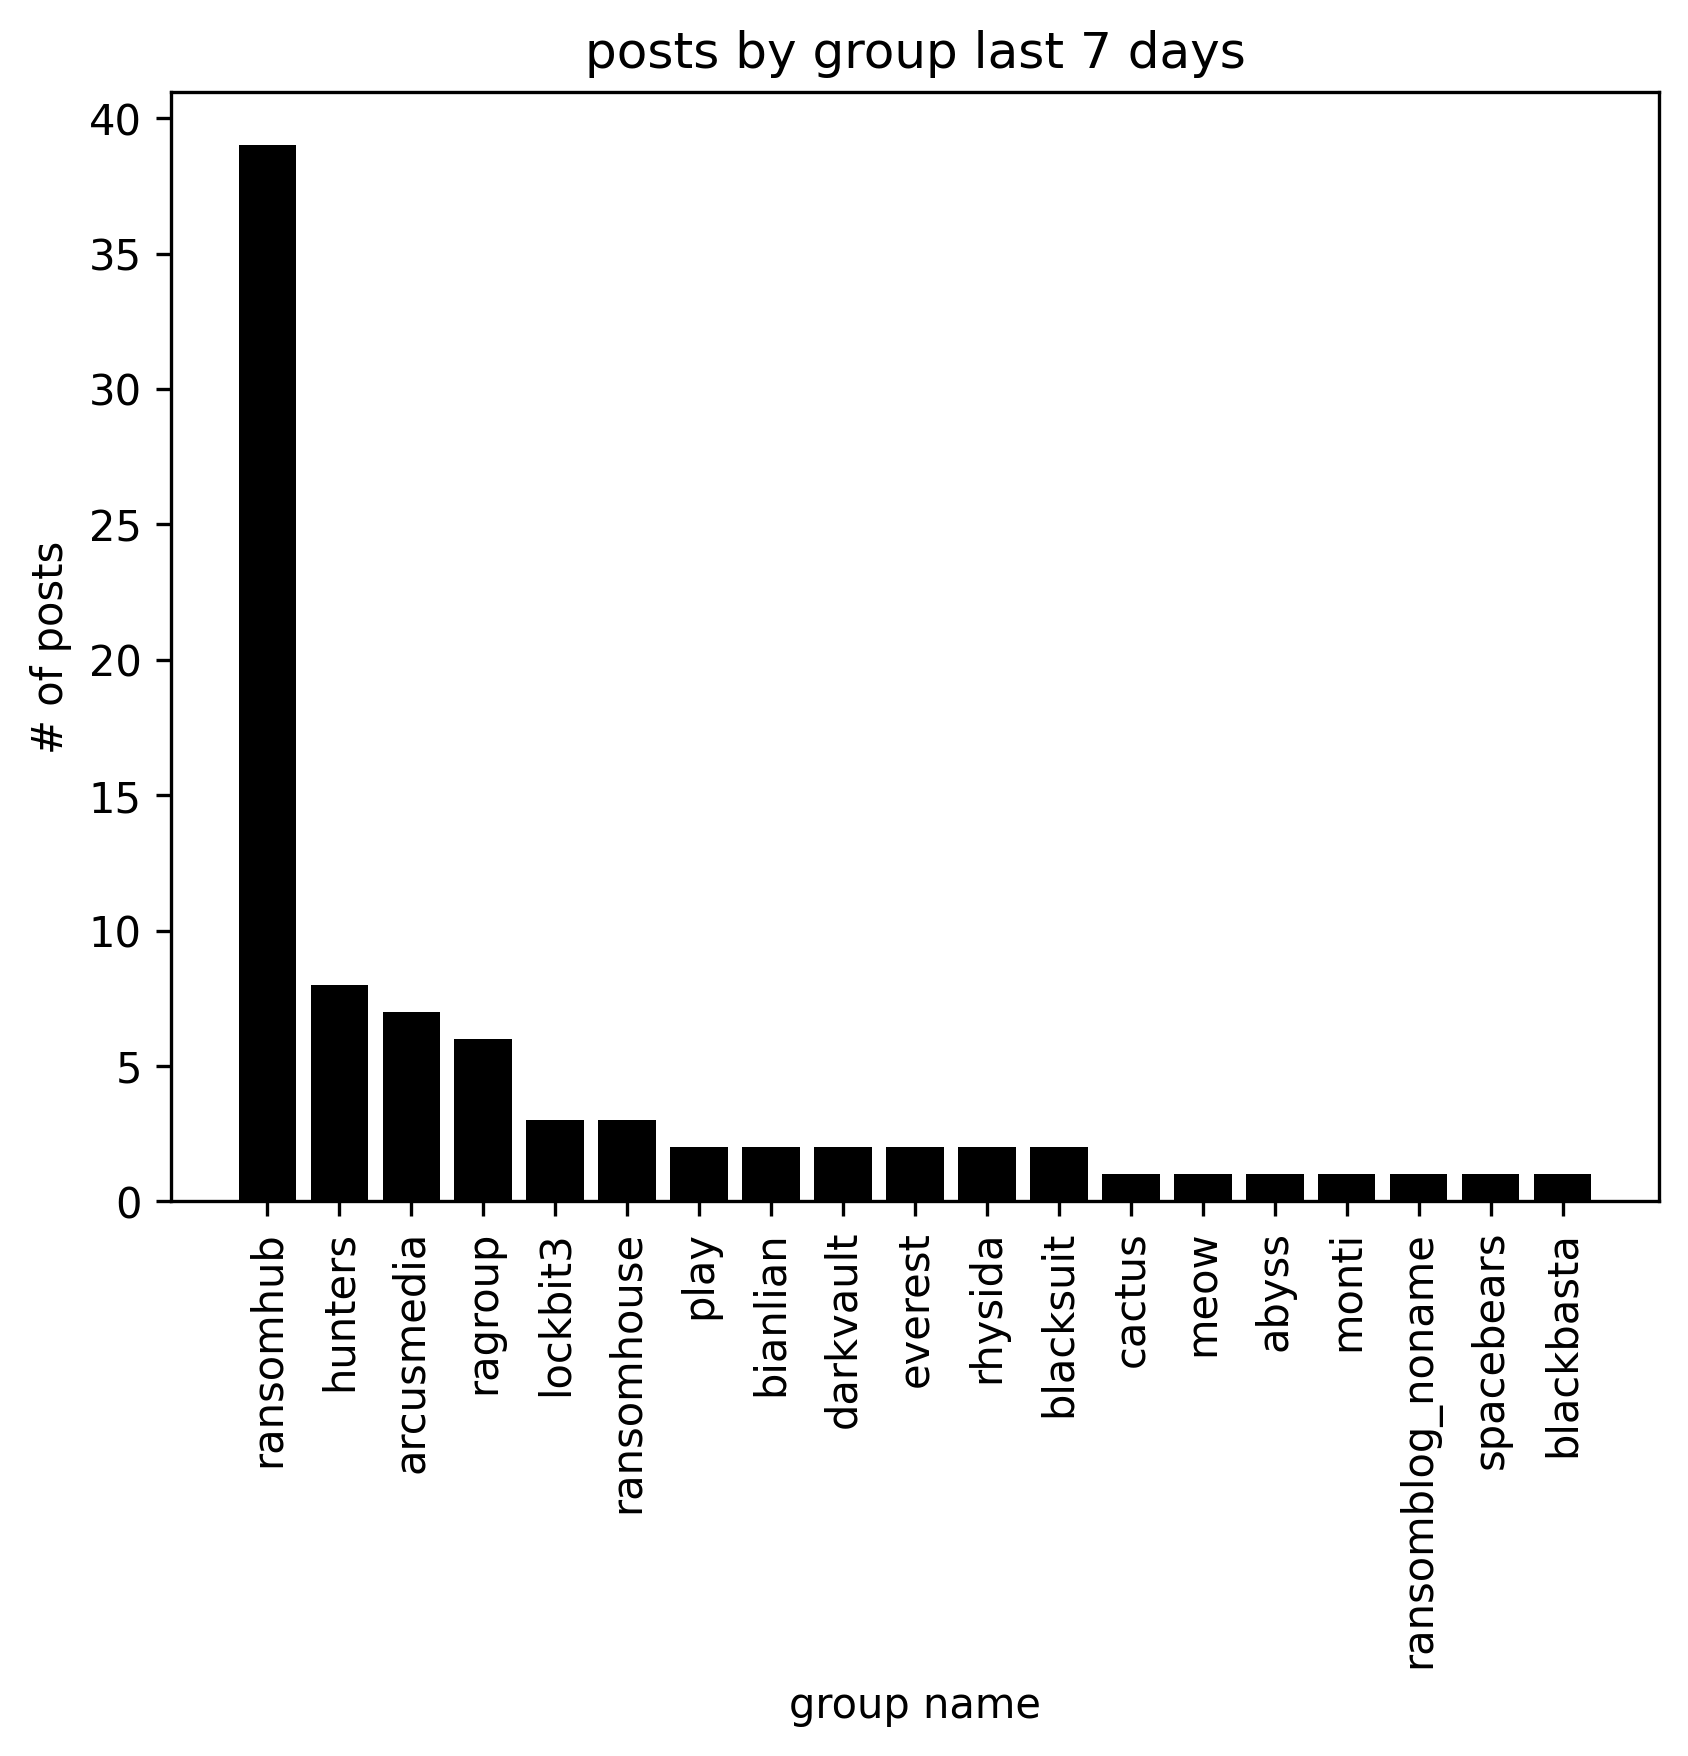 posts by group last 7 days
# of posts
40
35
30
25
20
15
10
5
0
ransomhub
hunters
arcusmedia
ragroup
lockbit3
ransomhouse
play
bianlian
darkvault
everest
rhysida
blacksuit
cactus
meow
abyss
monti
ransomblog_noname
spacebears
blackbasta
group name